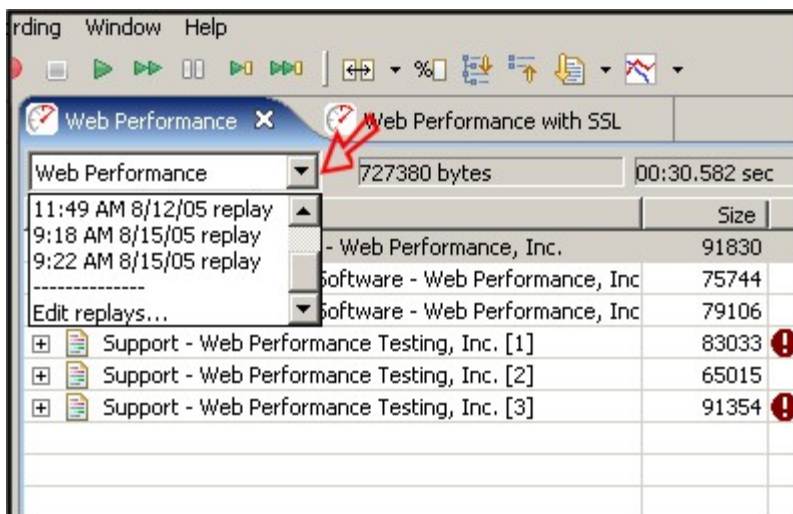 rding Window Help
%
Web Performance X Web Performance with SSL
Web Performance 727380 bytes 00:30.582 sec
11:49 AM 8/12/05 replay Size
9:18 AM 8/15/05 replay - Web Performance, Inc. 91830
9:22 AM 8/15/05 replay Software - Web Performance, Inc 75744
--------------
Edit replays... Software - Web Performance, Inc 79106
Support - Web Performance Testing, Inc. [1] 83033
Support - Web Performance Testing, Inc. [2] 65015
Support - Web Performance Testing, Inc. [3] 91354